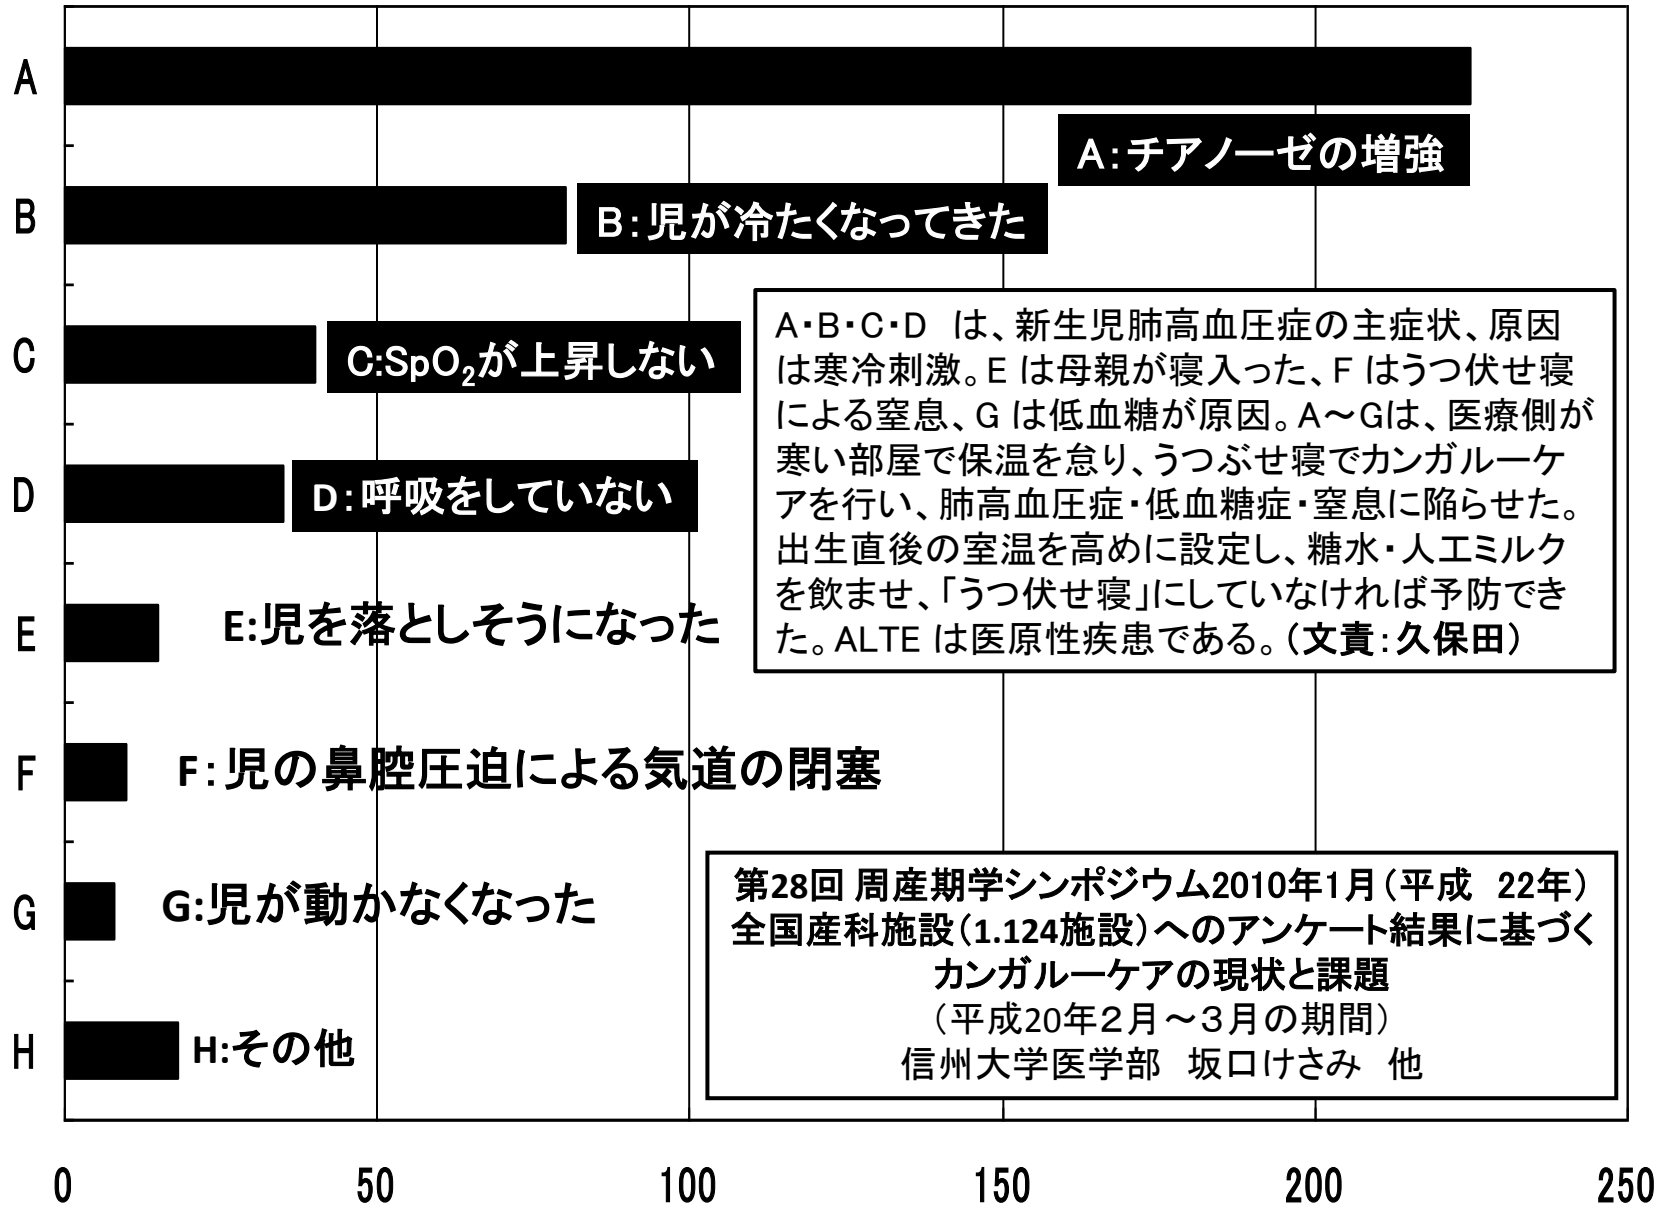 A
A:チアノーゼの増強
B
B:児が冷たくなってきた
C
C:SpO₂が上昇しない
D
D:呼吸をしていない
A・B・C・D　は、新生児肺高血圧症の主症状、原因
は寒冷刺激。E は母親が寝入った、F はうつ伏せ寝
による窒息、G は低血糖が原因。A～Gは、医療側が
寒い部屋で保温を怠り、うつぶせ寝でカンガルーケ
アを行い、肺高血圧症・低血糖症・窒息に陥らせた。
出生直後の室温を高めに設定し、糖水・人工ミルク
を飲ませ、「うつ伏せ寝」にしていなければ予防でき
た。ALTE は医原性疾患である。(文責:久保田)
E
E:児を落としそうになった
F
F:児の鼻腔圧迫による気道の閉塞
G
G:児が動かなくなった
第28回 周産期学シンポジウム2010年1月(平成　22年)
全国産科施設(1.124施設)へのアンケート結果に基づく
カンガルーケアの現状と課題
(平成20年２月～３月の期間)
信州大学医学部　坂口けさみ　他
H
H:その他
0 50 100 150 200 250